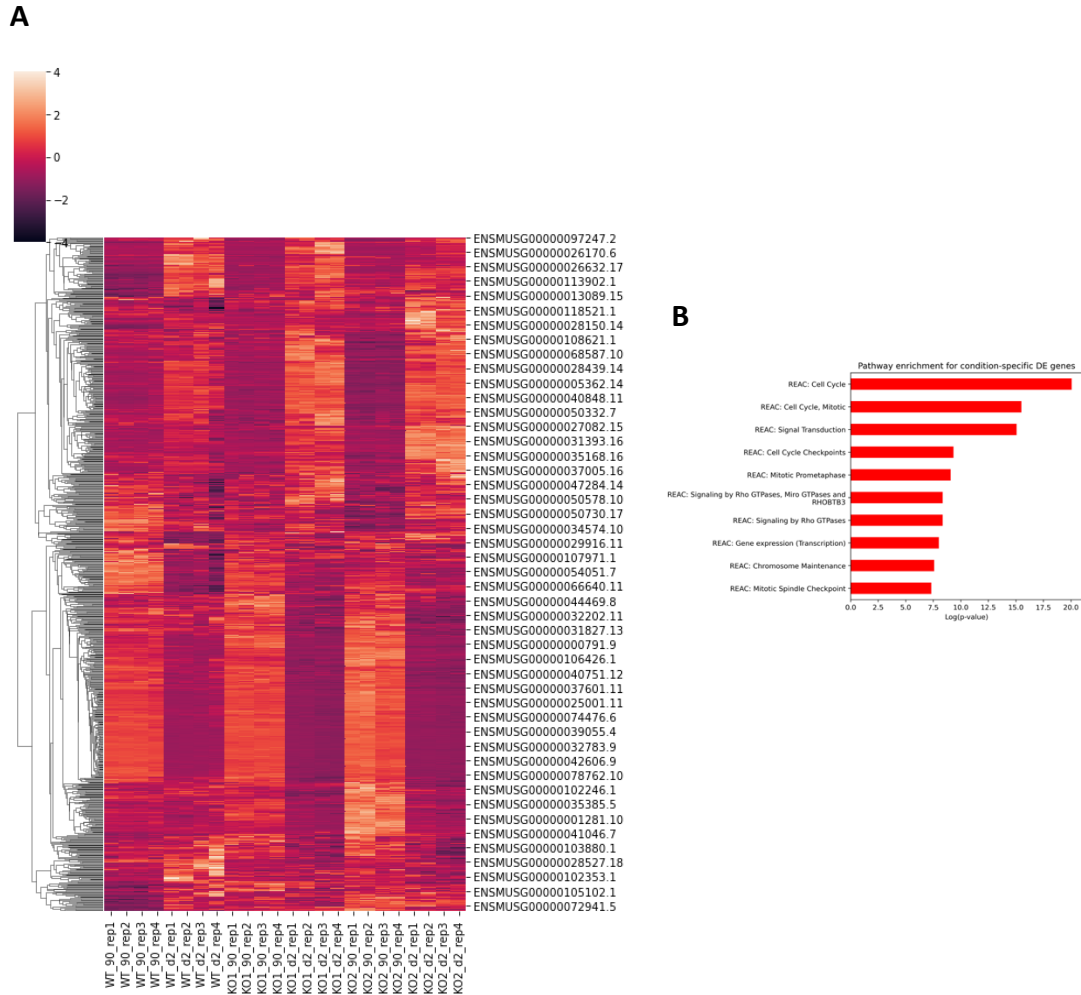 A
4
2
0
−2
−4
ENSMUSG00000097247.2
ENSMUSG00000026170.6
ENSMUSG00000026632.17
ENSMUSG00000113902.1
ENSMUSG00000013089.15
ENSMUSG00000118521.1
ENSMUSG00000028150.14
ENSMUSG00000108621.1
ENSMUSG00000068587.10
ENSMUSG00000028439.14
ENSMUSG00000005362.14
ENSMUSG00000040848.11
ENSMUSG00000050332.7
ENSMUSG00000027082.15
ENSMUSG00000031393.16
ENSMUSG00000035168.16
ENSMUSG00000037005.16
ENSMUSG00000047284.14
ENSMUSG00000050578.10
ENSMUSG00000050730.17
ENSMUSG00000034574.10
ENSMUSG00000029916.11
ENSMUSG00000107971.1
ENSMUSG00000054051.7
ENSMUSG00000066640.11
ENSMUSG00000044469.8
ENSMUSG00000032202.11
ENSMUSG00000031827.13
ENSMUSG00000000791.9
ENSMUSG00000106426.1
ENSMUSG00000040751.12
ENSMUSG00000037601.11
ENSMUSG00000025001.11
ENSMUSG00000074476.6
ENSMUSG00000039055.4
ENSMUSG00000032783.9
ENSMUSG00000042606.9
ENSMUSG00000078762.10
ENSMUSG00000102246.1
ENSMUSG00000035385.5
ENSMUSG00000001281.10
ENSMUSG00000041046.7
ENSMUSG00000103880.1
ENSMUSG00000028527.18
ENSMUSG00000102353.1
ENSMUSG00000105102.1
ENSMUSG00000072941.5
WT_90_rep1
WT_90_rep2
WT_90_rep3
WT_90_rep4
WT_d2_rep1
WT_d2_rep2
WT_d2_rep3
WT_d2_rep4
KO1_90_rep1
KO1_90_rep2
KO1_90_rep3
KO1_90_rep4
KO1_d2_rep1
KO1_d2_rep2
KO1_d2_rep3
KO1_d2_rep4
KO2_90_rep1
KO2_90_rep2
KO2_90_rep3
KO2_90_rep4
KO2_d2_rep1
KO2_d2_rep2
KO2_d2_rep3
KO2_d2_rep4
B
Pathway enrichment for condition-specific DE genes
REAC: Cell Cycle
REAC: Cell Cycle, Mitotic
REAC: Signal Transduction
REAC: Cell Cycle Checkpoints
REAC: Mitotic Prometaphase
REAC: Signaling by Rho GTPases, Miro GTPases and
RHOBTB3
REAC: Signaling by Rho GTPases
REAC: Gene expression (Transcription)
REAC: Chromosome Maintenance
REAC: Mitotic Spindle Checkpoint
0.0 2.5 5.0 7.5 10.0 12.5 15.0 17.5 20.0
Log(p-value)